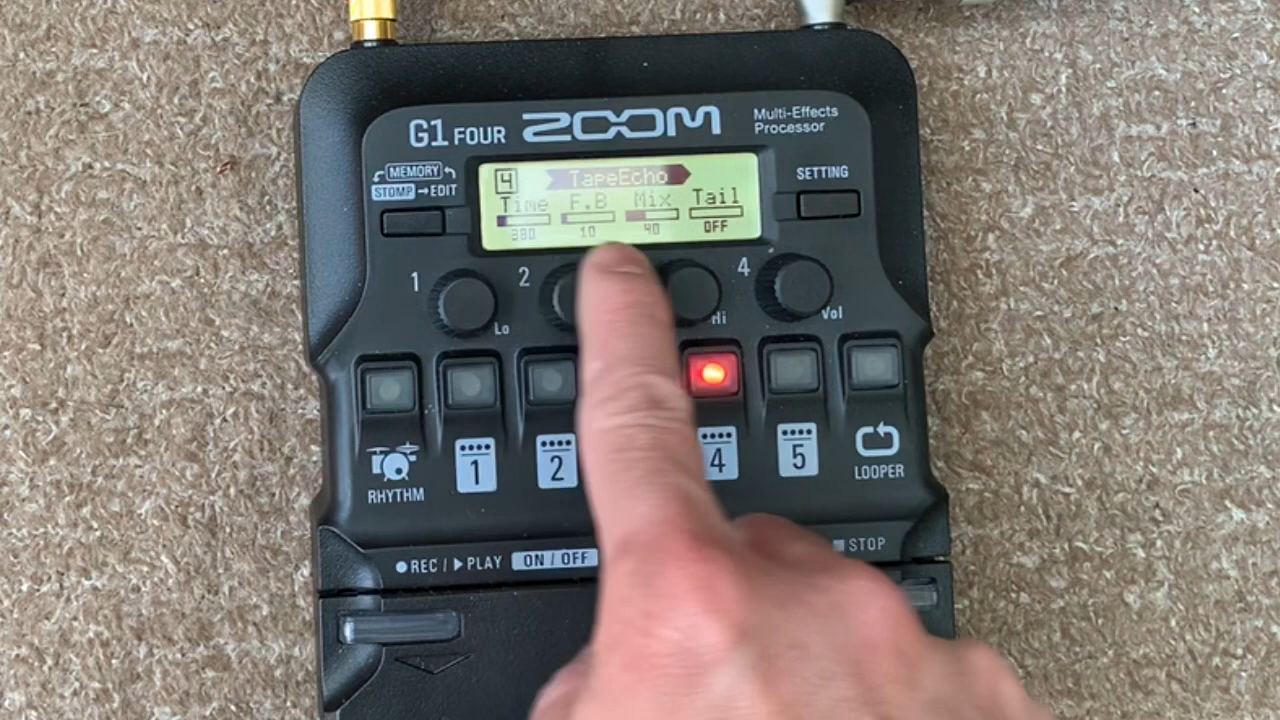 G1 FOUR ZOOM Multi-Effects Processor
MEMORY
STOMP → EDIT
SETTING
4 TapeEcho
Time F.B Mix Tail
380 10 40 OFF
1 2 4
Lo Hi Vol
1 2 4 5
RHYTHM LOOPER
●REC / ▶PLAY ON / OFF ■STOP